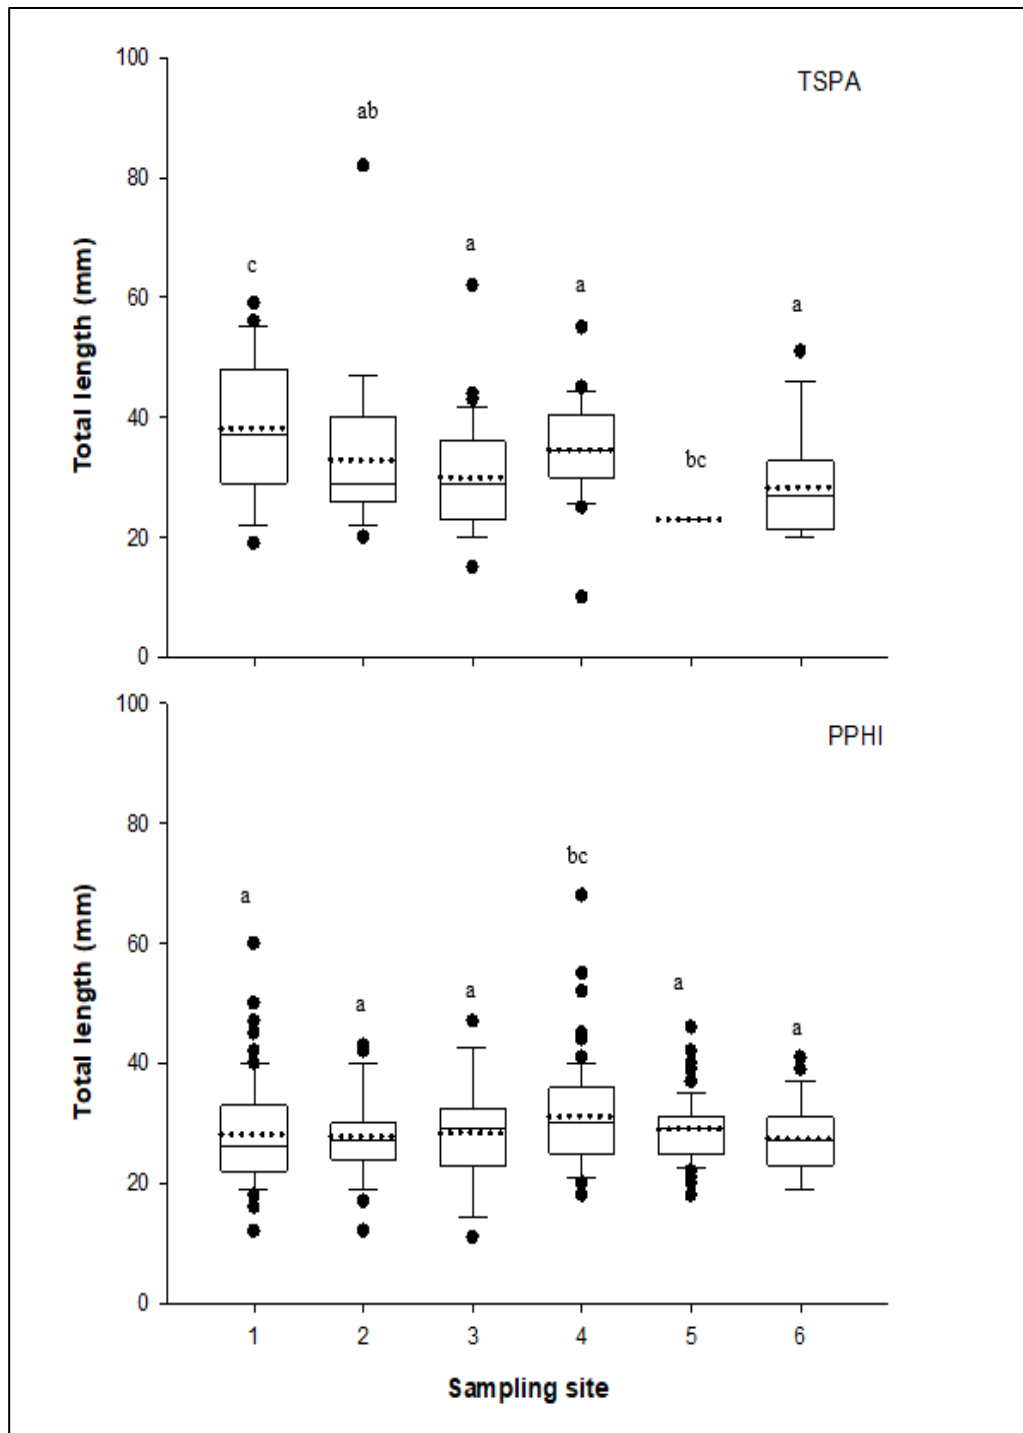 100
TSPA
ab
80
a
c
a
a
60
bc
40
20
0
Total length (mm)
100
PPHI
80
bc
a
60
a
a
a
a
40
20
0
Total length (mm)
1 2 3 4 5 6
Sampling site